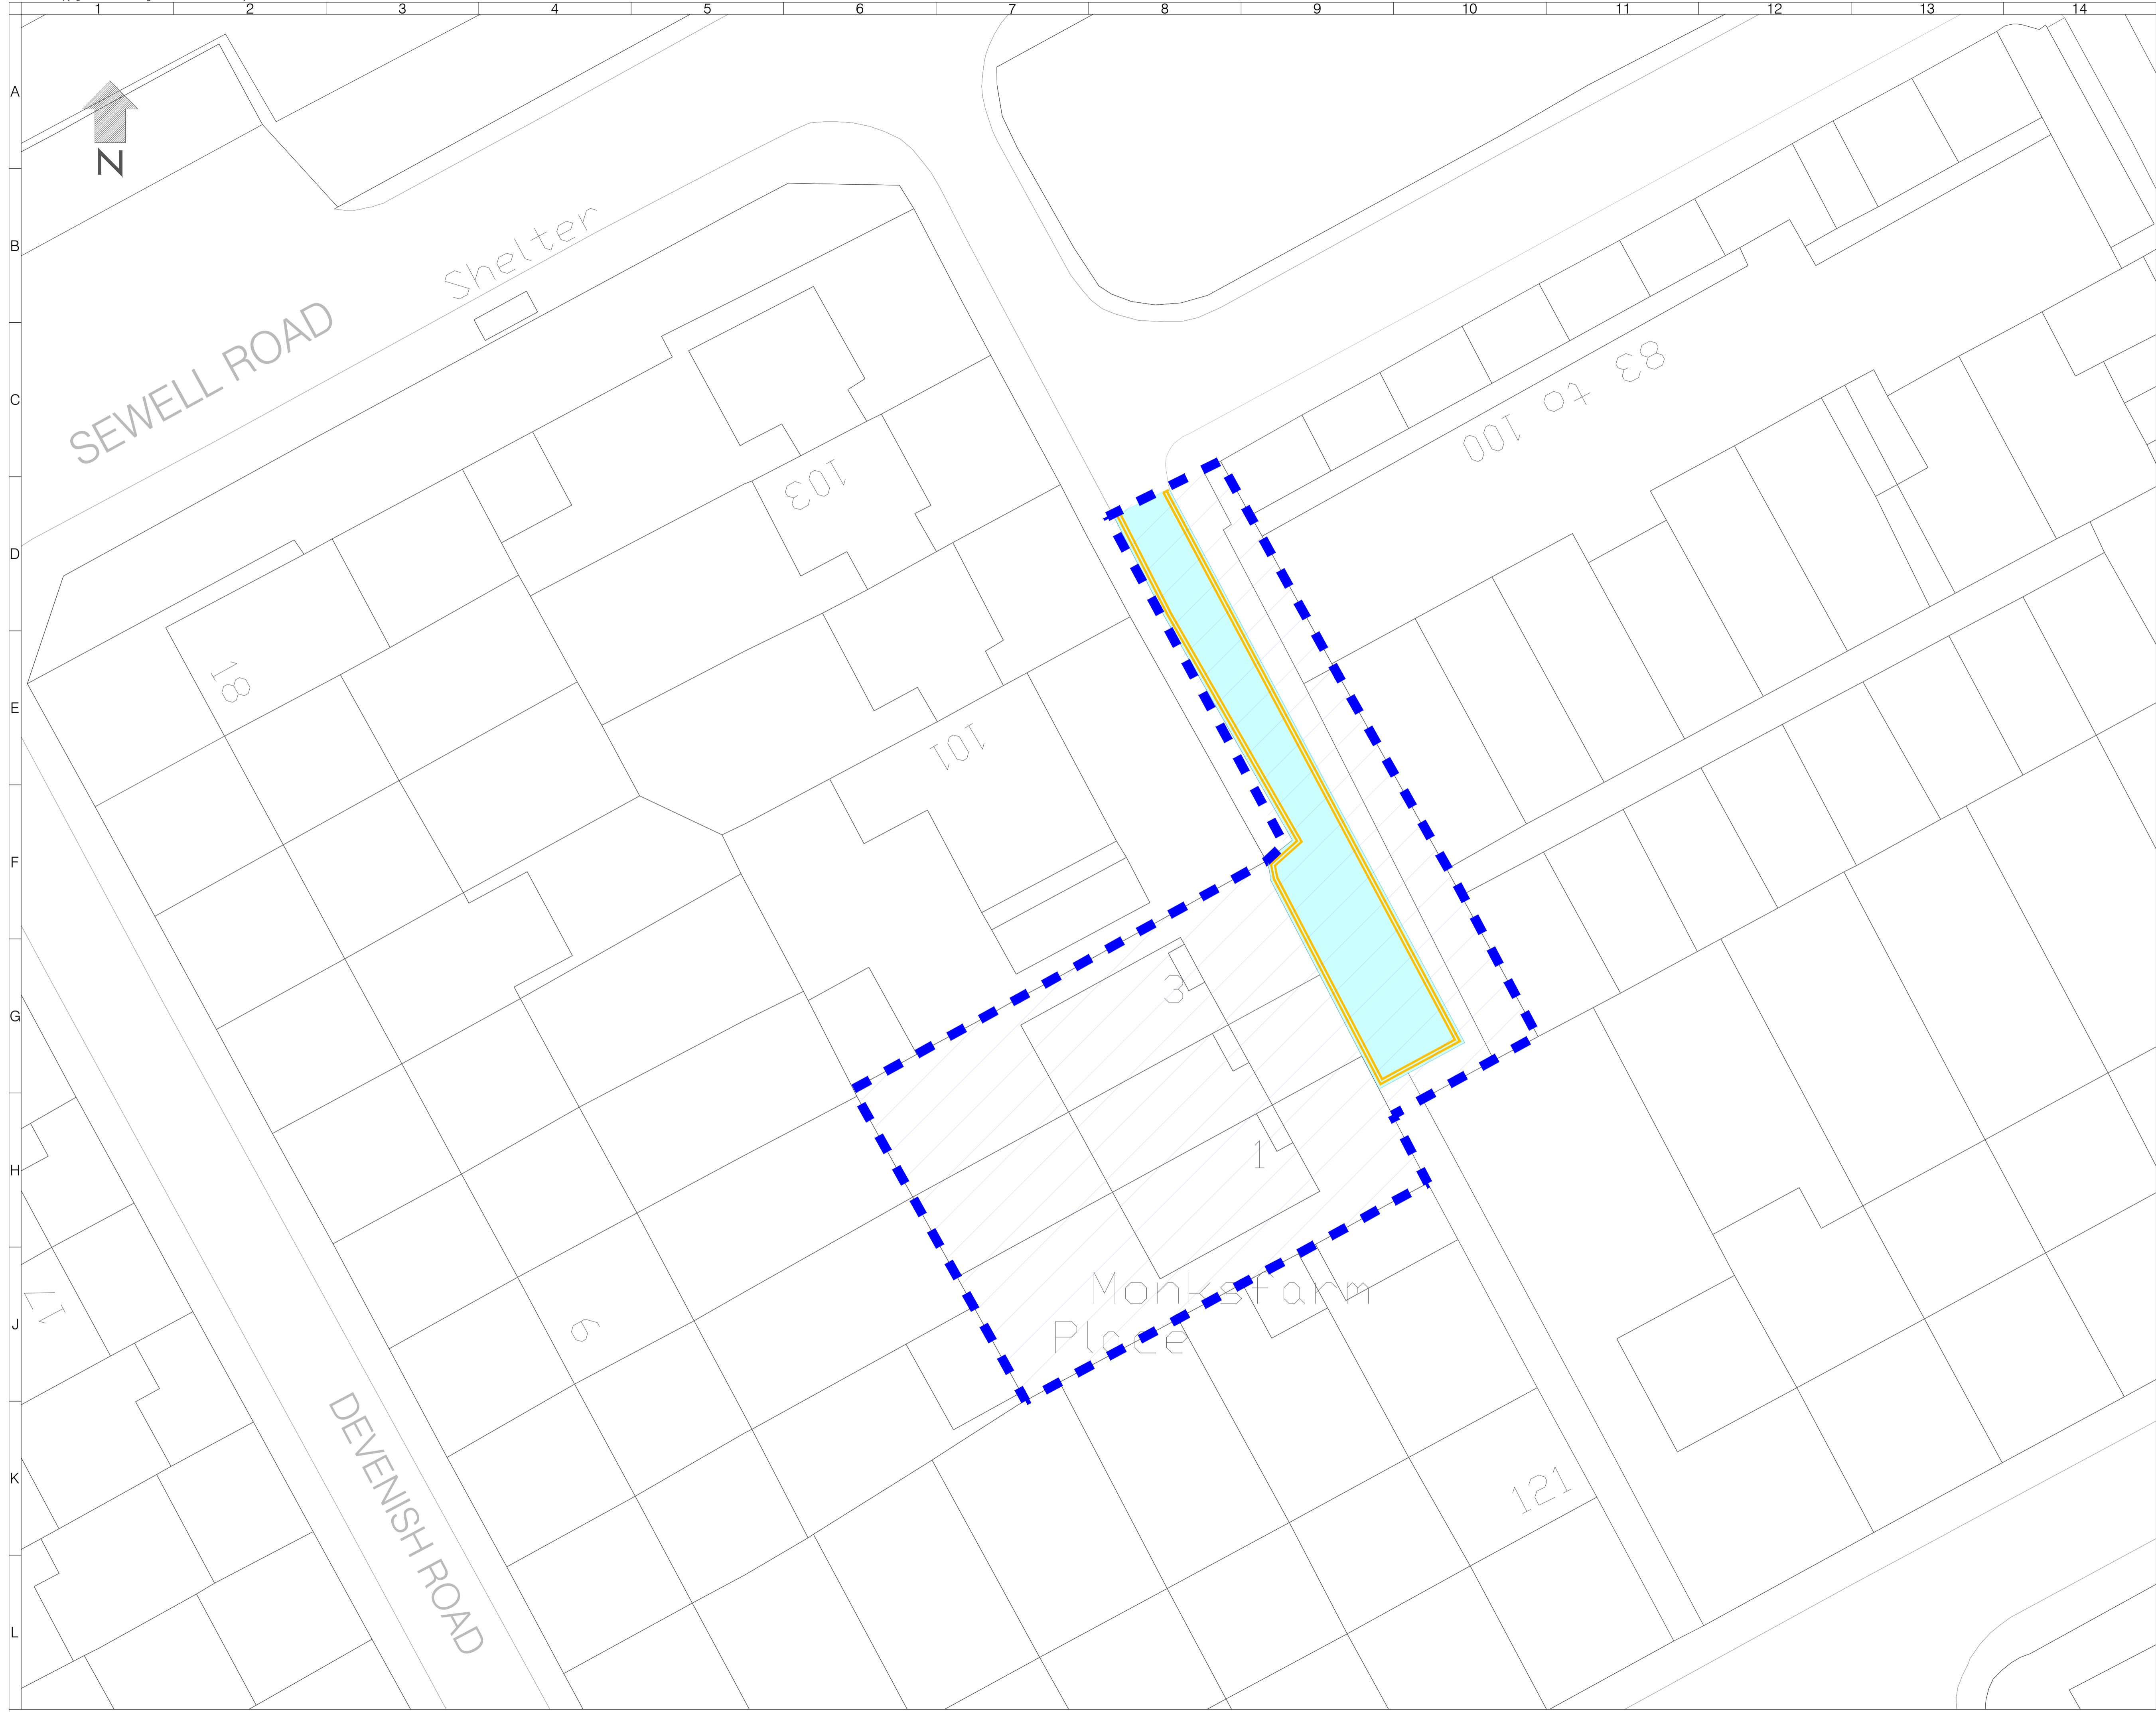 1 2 3 4 5 6 7 8 9 10 11 12 13 14
A
N
B
Shelter
SEWELL ROAD
C
83 to 100
103
D
18
E
101
F
3
G
H
1
Monksfarm
Place
J
17
9
DEVENISH ROAD
K
121
L